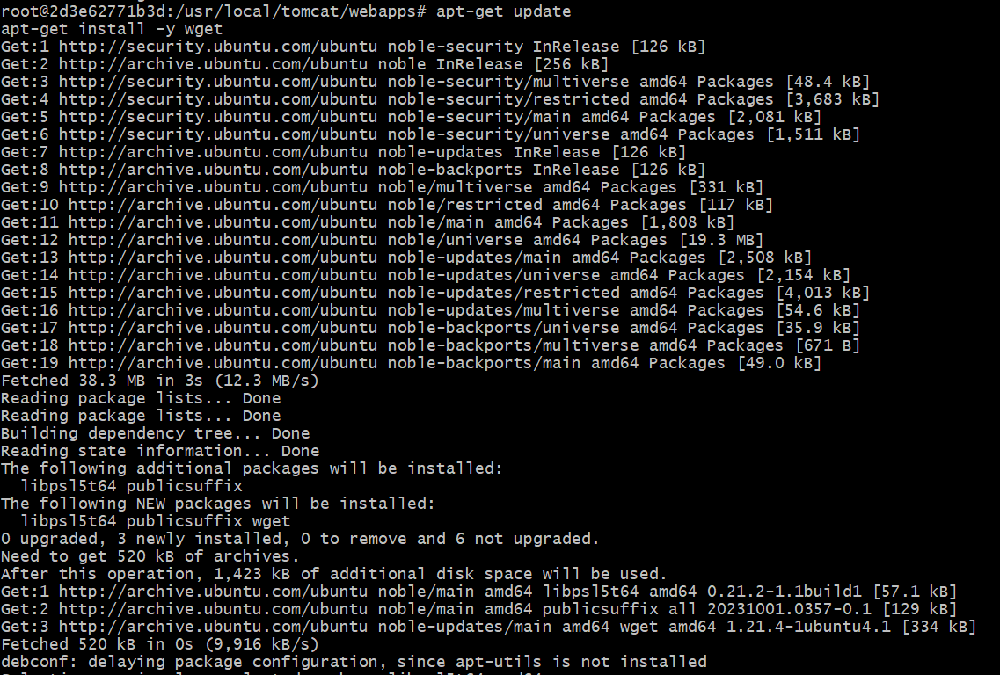 root@2d3e62771b3d:/usr/local/tomcat/webapps# apt-get update
apt-get install -y wget
Get:1 http://security.ubuntu.com/ubuntu noble-security InRelease [126 kB]
Get:2 http://archive.ubuntu.com/ubuntu noble InRelease [256 kB]
Get:3 http://security.ubuntu.com/ubuntu noble-security/multiverse amd64 Packages [48.4 kB]
Get:4 http://security.ubuntu.com/ubuntu noble-security/restricted amd64 Packages [3,683 kB]
Get:5 http://security.ubuntu.com/ubuntu noble-security/main amd64 Packages [2,081 kB]
Get:6 http://security.ubuntu.com/ubuntu noble-security/universe amd64 Packages [1,511 kB]
Get:7 http://archive.ubuntu.com/ubuntu noble-updates InRelease [126 kB]
Get:8 http://archive.ubuntu.com/ubuntu noble-backports InRelease [126 kB]
Get:9 http://archive.ubuntu.com/ubuntu noble/multiverse amd64 Packages [331 kB]
Get:10 http://archive.ubuntu.com/ubuntu noble/restricted amd64 Packages [117 kB]
Get:11 http://archive.ubuntu.com/ubuntu noble/main amd64 Packages [1,808 kB]
Get:12 http://archive.ubuntu.com/ubuntu noble/universe amd64 Packages [19.3 MB]
Get:13 http://archive.ubuntu.com/ubuntu noble-updates/main amd64 Packages [2,508 kB]
Get:14 http://archive.ubuntu.com/ubuntu noble-updates/universe amd64 Packages [2,154 kB]
Get:15 http://archive.ubuntu.com/ubuntu noble-updates/restricted amd64 Packages [4,013 kB]
Get:16 http://archive.ubuntu.com/ubuntu noble-updates/multiverse amd64 Packages [54.6 kB]
Get:17 http://archive.ubuntu.com/ubuntu noble-backports/universe amd64 Packages [35.9 kB]
Get:18 http://archive.ubuntu.com/ubuntu noble-backports/multiverse amd64 Packages [671 B]
Get:19 http://archive.ubuntu.com/ubuntu noble-backports/main amd64 Packages [49.0 kB]
Fetched 38.3 MB in 3s (12.3 MB/s)
Reading package lists... Done
Reading package lists... Done
Building dependency tree... Done
Reading state information... Done
The following additional packages will be installed:
  libpsl5t64 publicsuffix
The following NEW packages will be installed:
  libpsl5t64 publicsuffix wget
0 upgraded, 3 newly installed, 0 to remove and 6 not upgraded.
Need to get 520 kB of archives.
After this operation, 1,423 kB of additional disk space will be used.
Get:1 http://archive.ubuntu.com/ubuntu noble/main amd64 libpsl5t64 amd64 0.21.2-1.1build1 [57.1 kB]
Get:2 http://archive.ubuntu.com/ubuntu noble/main amd64 publicsuffix all 20231001.0357-0.1 [129 kB]
Get:3 http://archive.ubuntu.com/ubuntu noble-updates/main amd64 wget amd64 1.21.4-1ubuntu4.1 [334 kB]
Fetched 520 kB in 0s (9,916 kB/s)
debconf: delaying package configuration, since apt-utils is not installed